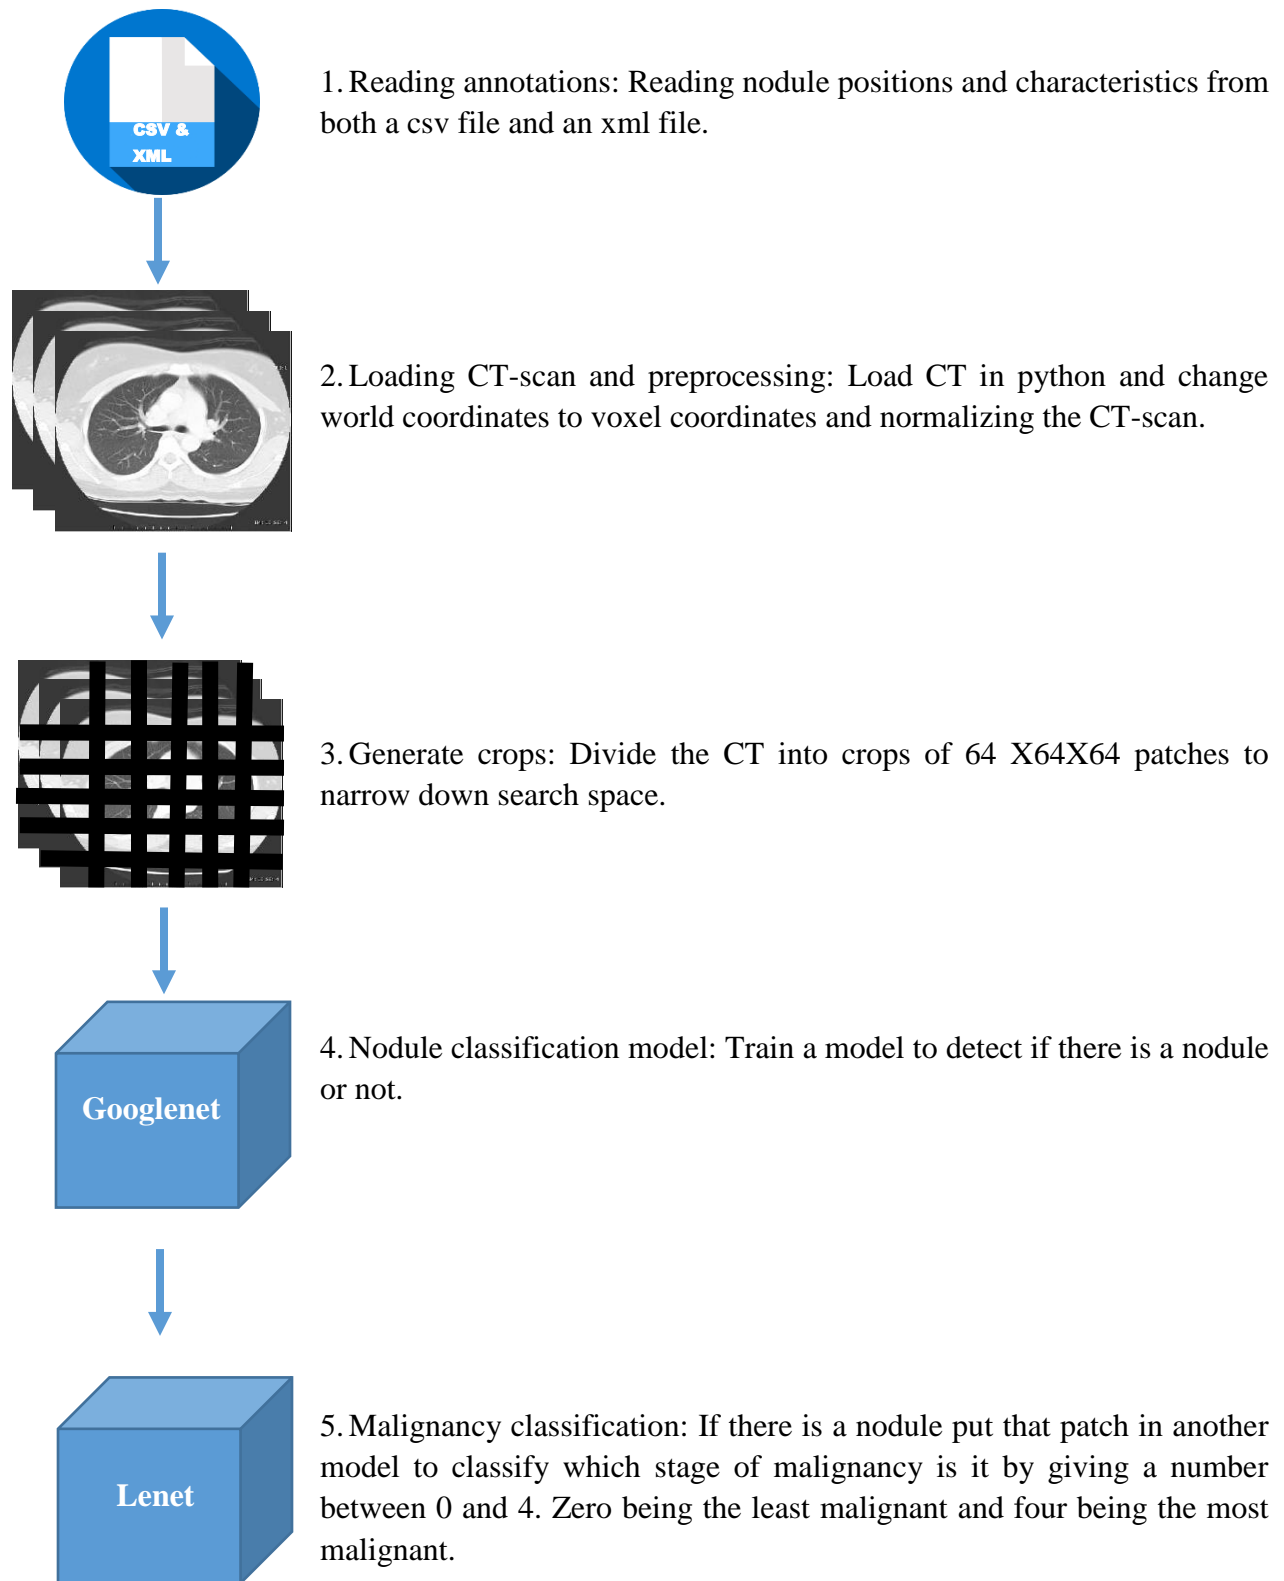 CSV &
XML
1. Reading annotations: Reading nodule positions and characteristics from
both a csv file and an xml file.
2. Loading CT-scan and preprocessing: Load CT in python and change
world coordinates to voxel coordinates and normalizing the CT-scan.
3. Generate crops: Divide the CT into crops of 64 X64X64 patches to
narrow down search space.
Googlenet
4. Nodule classification model: Train a model to detect if there is a nodule
or not.
Lenet
5. Malignancy classification: If there is a nodule put that patch in another
model to classify which stage of malignancy is it by giving a number
between 0 and 4. Zero being the least malignant and four being the most
malignant.